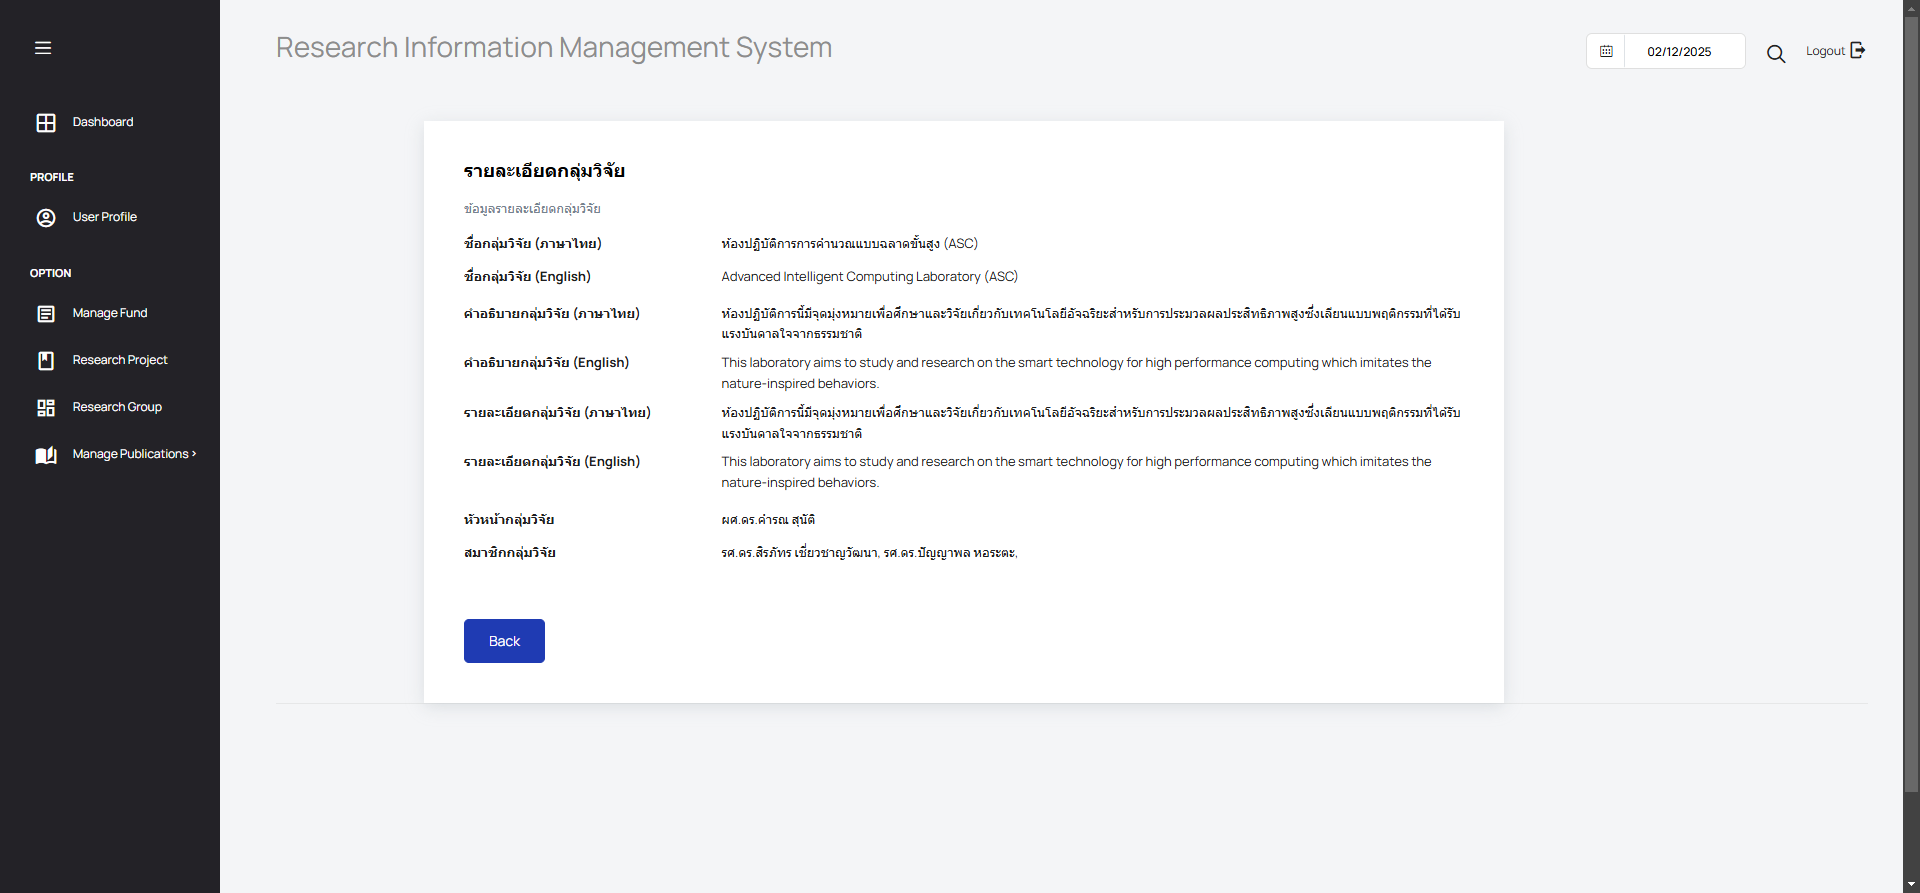 Research Information Management System
02/12/2025
Logout
Dashboard
PROFILE
User Profile
OPTION
Manage Fund
Research Project
Research Group
Manage Publications
รายละเอียดกลุ่มวิจัย
ข้อมูลรายละเอียดกลุ่มวิจัย
ชื่อกลุ่มวิจัย (ภาษาไทย) ห้องปฏิบัติการการคำนวณแบบฉลาดขั้นสูง (ASC)
ชื่อกลุ่มวิจัย (English) Advanced Intelligent Computing Laboratory (ASC)
คำอธิบายกลุ่มวิจัย (ภาษาไทย) ห้องปฏิบัติการนี้มีจุดมุ่งหมายเพื่อศึกษาและวิจัยเกี่ยวกับเทคโนโลยีอัจฉริยะสำหรับการประมวลผลประสิทธิภาพสูงซึ่งเลียนแบบพฤติกรรมที่ได้รับ
แรงบันดาลใจจากธรรมชาติ
คำอธิบายกลุ่มวิจัย (English) This laboratory aims to study and research on the smart technology for high performance computing which imitates the
nature-inspired behaviors.
รายละเอียดกลุ่มวิจัย (ภาษาไทย) ห้องปฏิบัติการนี้มีจุดมุ่งหมายเพื่อศึกษาและวิจัยเกี่ยวกับเทคโนโลยีอัจฉริยะสำหรับการประมวลผลประสิทธิภาพสูงซึ่งเลียนแบบพฤติกรรมที่ได้รับ
แรงบันดาลใจจากธรรมชาติ
รายละเอียดกลุ่มวิจัย (English) This laboratory aims to study and research on the smart technology for high performance computing which imitates the
nature-inspired behaviors.
หัวหน้ากลุ่มวิจัย ผศ.ดร.คำรณ สุนัติ
สมาชิกกลุ่มวิจัย รศ.ดร.สิรภัทร เชี่ยวชาญวัฒนา, รศ.ดร.ปัญญาพล หอระตะ,
Back